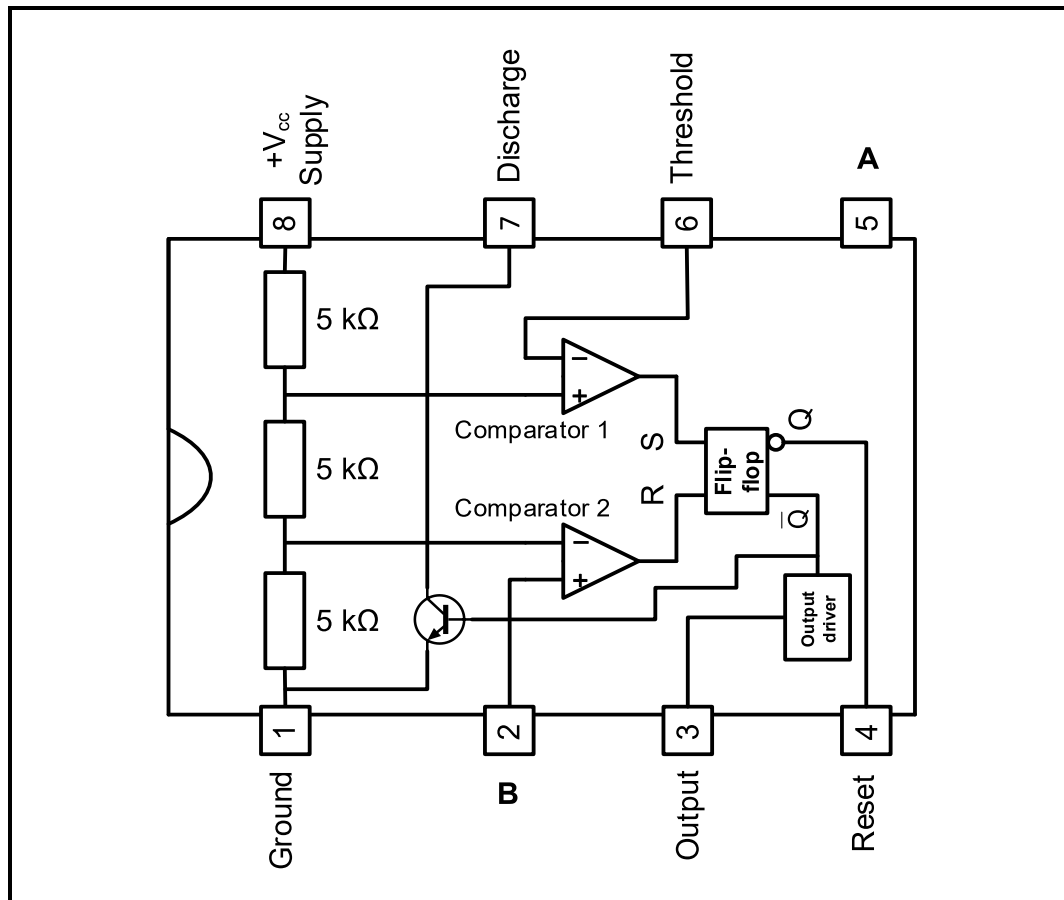 +Vcc
Supply
Discharge
Threshold
A
8
7
6
5
5 kΩ
5 kΩ
5 kΩ
−
+
Comparator 1
Comparator 2
−
+
S
R
Flip-
flop
Q
Q̅
Output
driver
1
2
3
4
Ground
B
Output
Reset